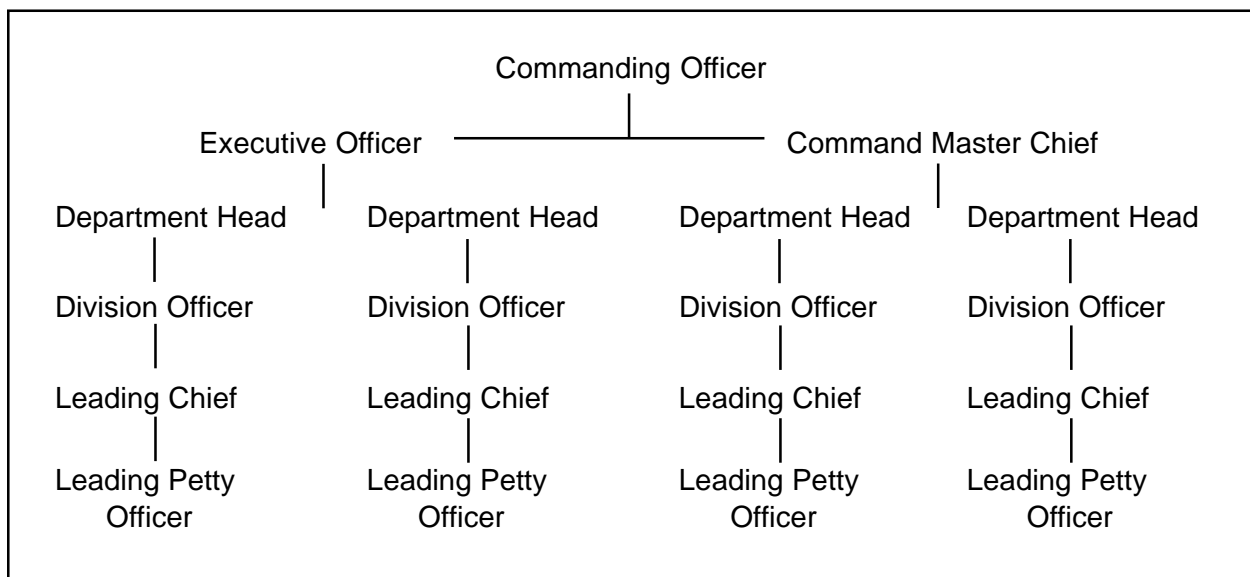 Commanding Officer
Executive Officer Command Master Chief
Department Head Department Head Department Head Department Head
Division Officer Division Officer Division Officer Division Officer
Leading Chief Leading Chief Leading Chief Leading Chief
Leading Petty Leading Petty Leading Petty Leading Petty
Officer Officer Officer Officer